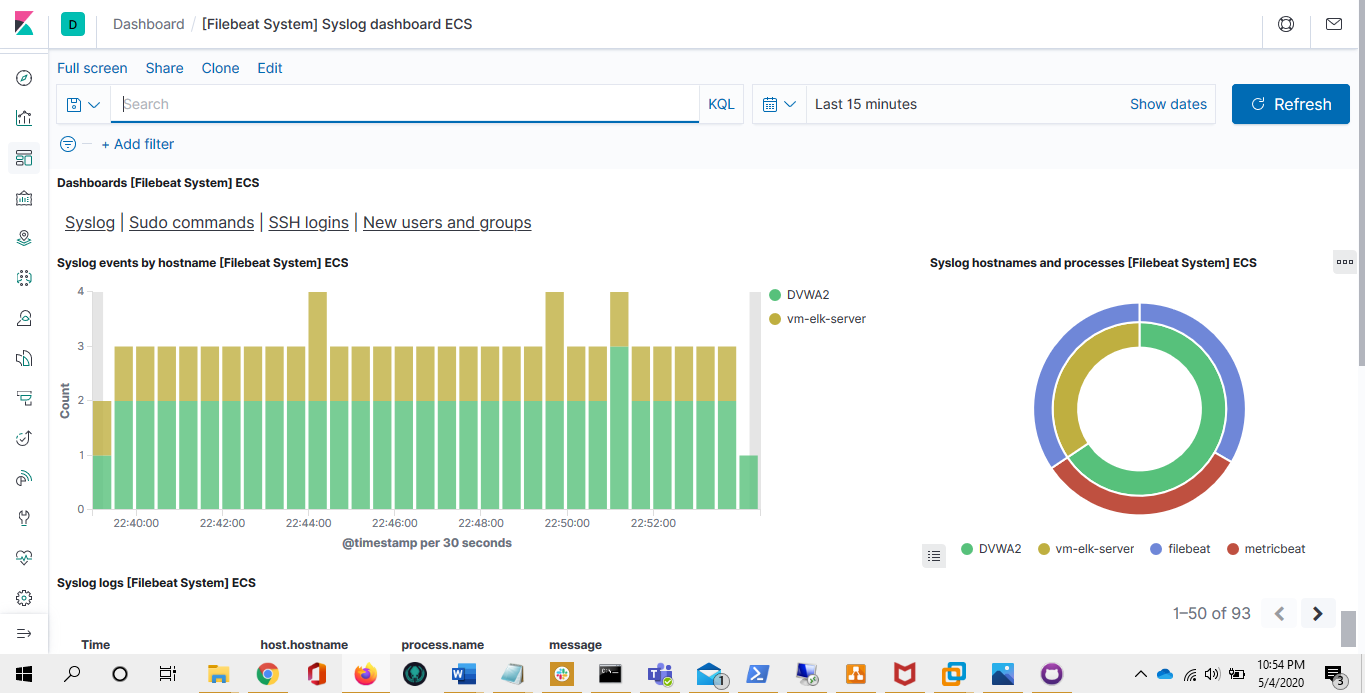 D Dashboard / [Filebeat System] Syslog dashboard ECS
Full screen Share Clone Edit
Search KQL Last 15 minutes Show dates Refresh
+ Add filter
Dashboards [Filebeat System] ECS
Syslog | Sudo commands | SSH logins | New users and groups
Syslog events by hostname [Filebeat System] ECS
4
3
2
1
0
Count
22:40:00 22:42:00 22:44:00 22:46:00 22:48:00 22:50:00 22:52:00
@timestamp per 30 seconds
DVWA2
vm-elk-server
Syslog hostnames and processes [Filebeat System] ECS
DVWA2 vm-elk-server filebeat metricbeat
Syslog logs [Filebeat System] ECS
1–50 of 93
Time host.hostname process.name message
1
10:54 PM
5/4/2020
3